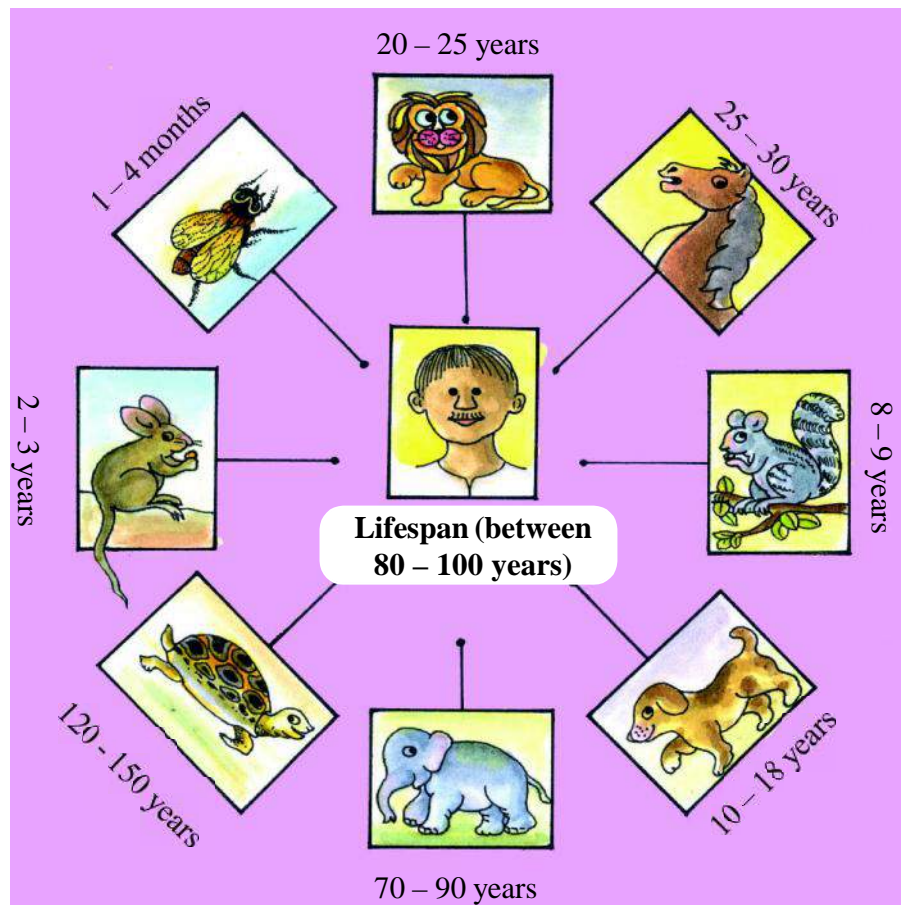 20 – 25 years
1 – 4 months
25 – 30 years
2 – 3 years
8 – 9 years
Lifespan (between
80 – 100 years)
120 - 150 years
10 – 18 years
70 – 90 years